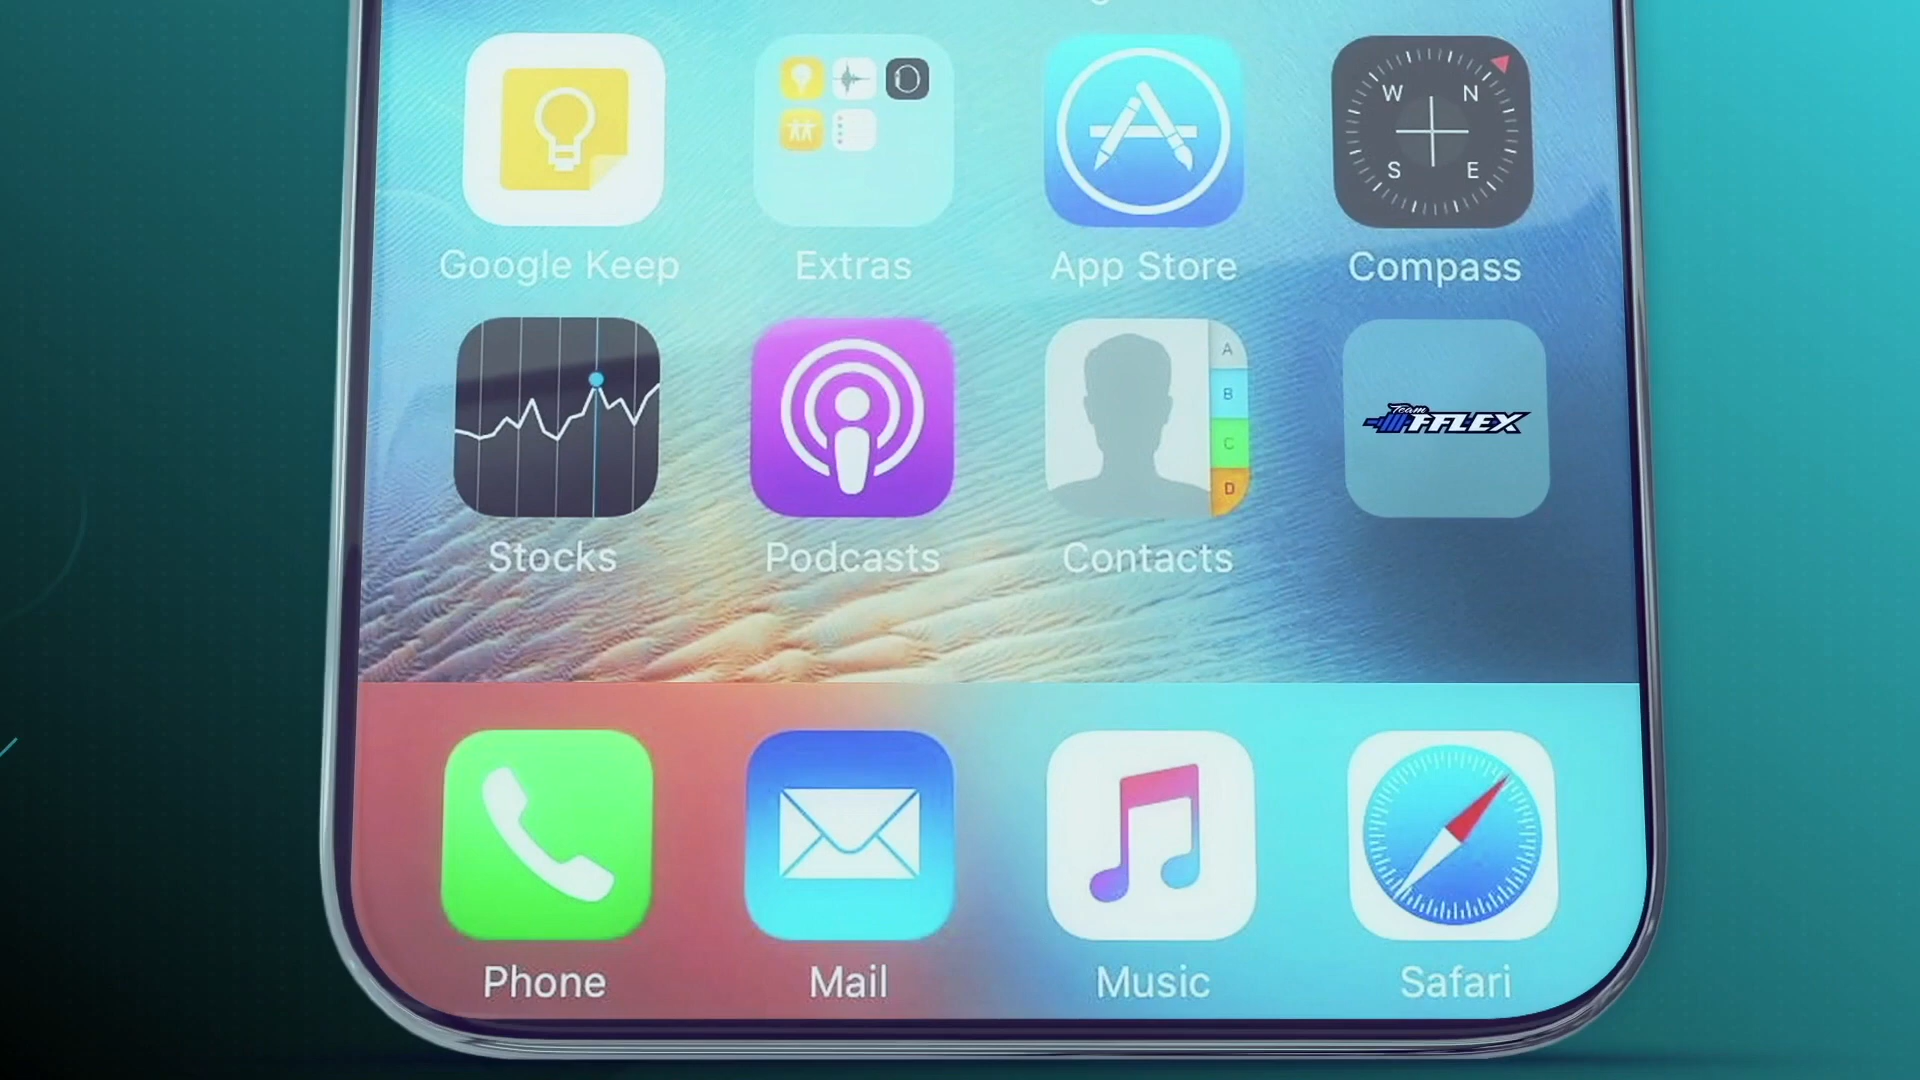 Google Keep
Extras
App Store
Compass
W N
S E
Stocks
Podcasts
Contacts
A
B
C
D
Team
FFLEX
Phone
Mail
Music
Safari